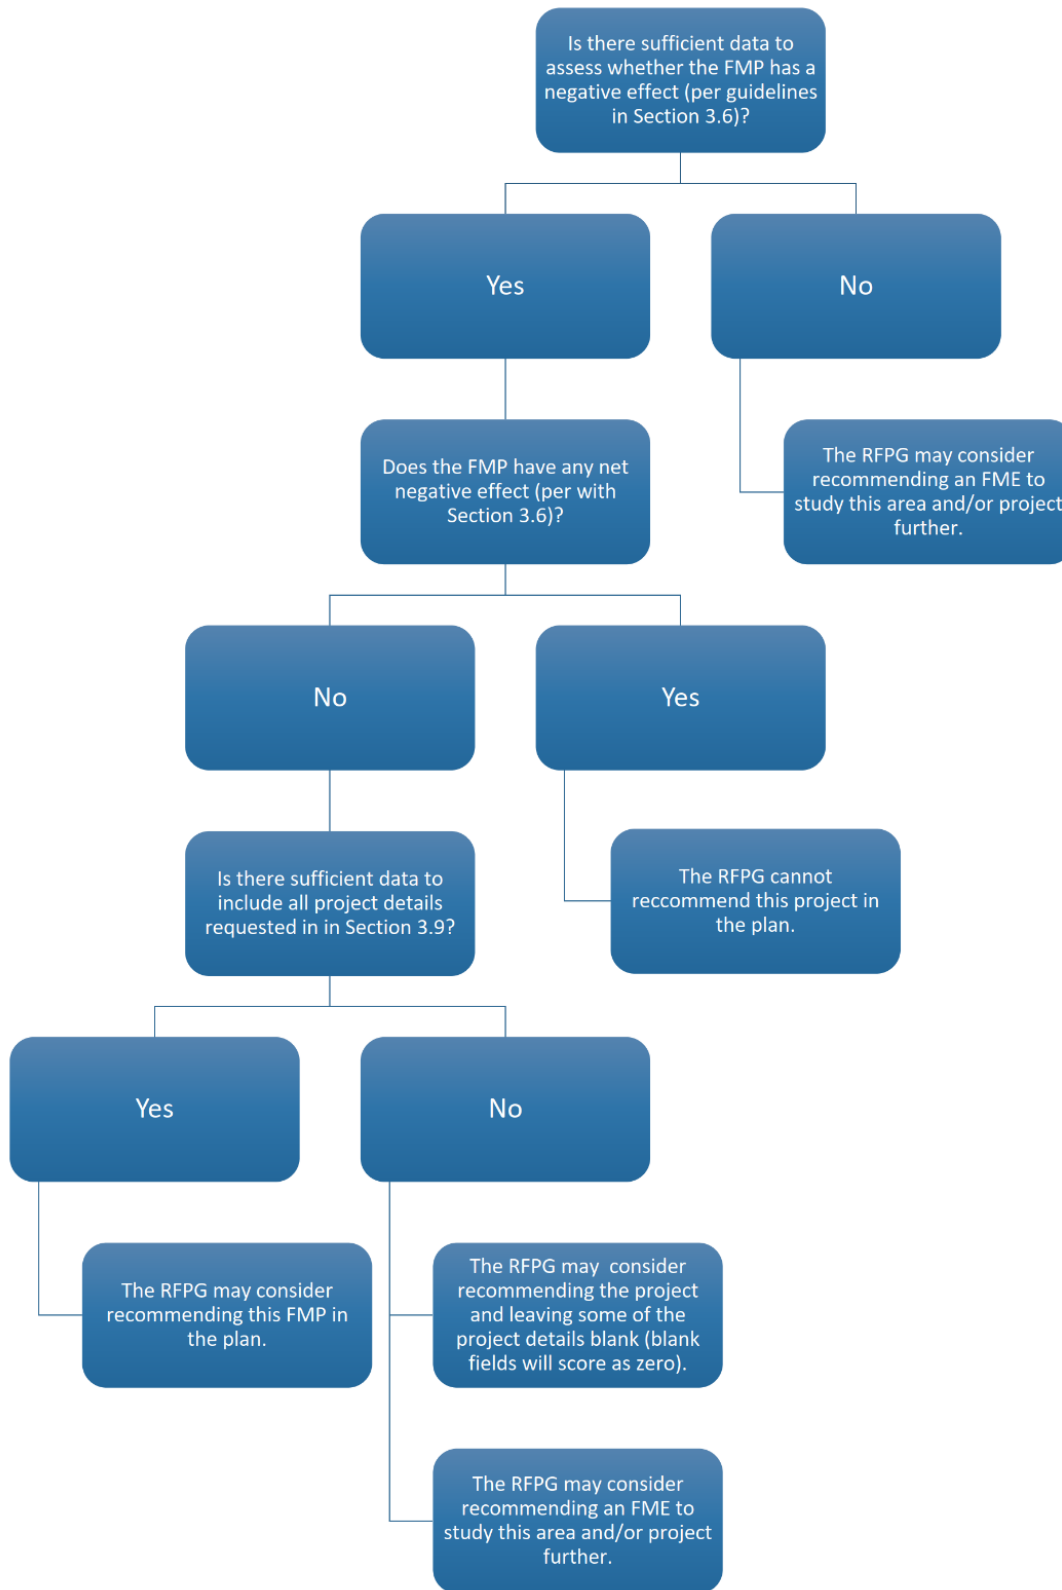 Is there sufficient data to
assess whether the FMP has a
negative effect (per guidelines
in Section 3.6)?
Yes
No
Does the FMP have any net
negative effect (per with
Section 3.6)?
The RFPG may consider
recommending an FME to
study this area and/or project
further.
No
Yes
Is there sufficient data to
include all project details
requested in in Section 3.9?
The RFPG cannot
reccommend this project in
the plan.
Yes
No
The RFPG may consider
recommending this FMP in
the plan.
The RFPG may  consider
recommending the project
and leaving some of the
project details blank (blank
fields will score as zero).
The RFPG may consider
recommending an FME to
study this area and/or project
further.